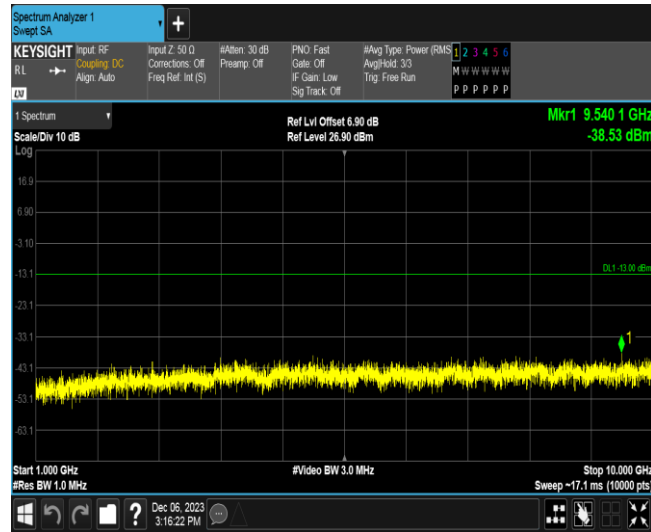 Spectrum Analyzer 1
Swept SA
+
KEYSIGHT Input: RF Input Z: 50 Ω #Atten: 30 dB PNO: Fast #Avg Type: Power (RMS 1 2 3 4 5 6
RL Coupling: DC Corrections: Off Preamp: Off Gate: Off Avg|Hold: 3/3 M W W W W W
Align: Auto Freq Ref: Int (S) IF Gain: Low Trig: Free Run
LXI Sig Track: Off P P P P P P
1 Spectrum Ref Lvl Offset 6.90 dB Mkr1 9.540 1 GHz
Scale/Div 10 dB Ref Level 26.90 dBm -38.53 dBm
Log
16.9
6.90
-3.10
-13.1 DL1 -13.00 dBm
-23.1
-33.1 1
-43.1
-53.1
-63.1
Start 1.000 GHz #Video BW 3.0 MHz Stop 10.000 GHz
#Res BW 1.0 MHz Sweep ~17.1 ms (10000 pts)
? Dec 06, 2023
3:16:22 PM